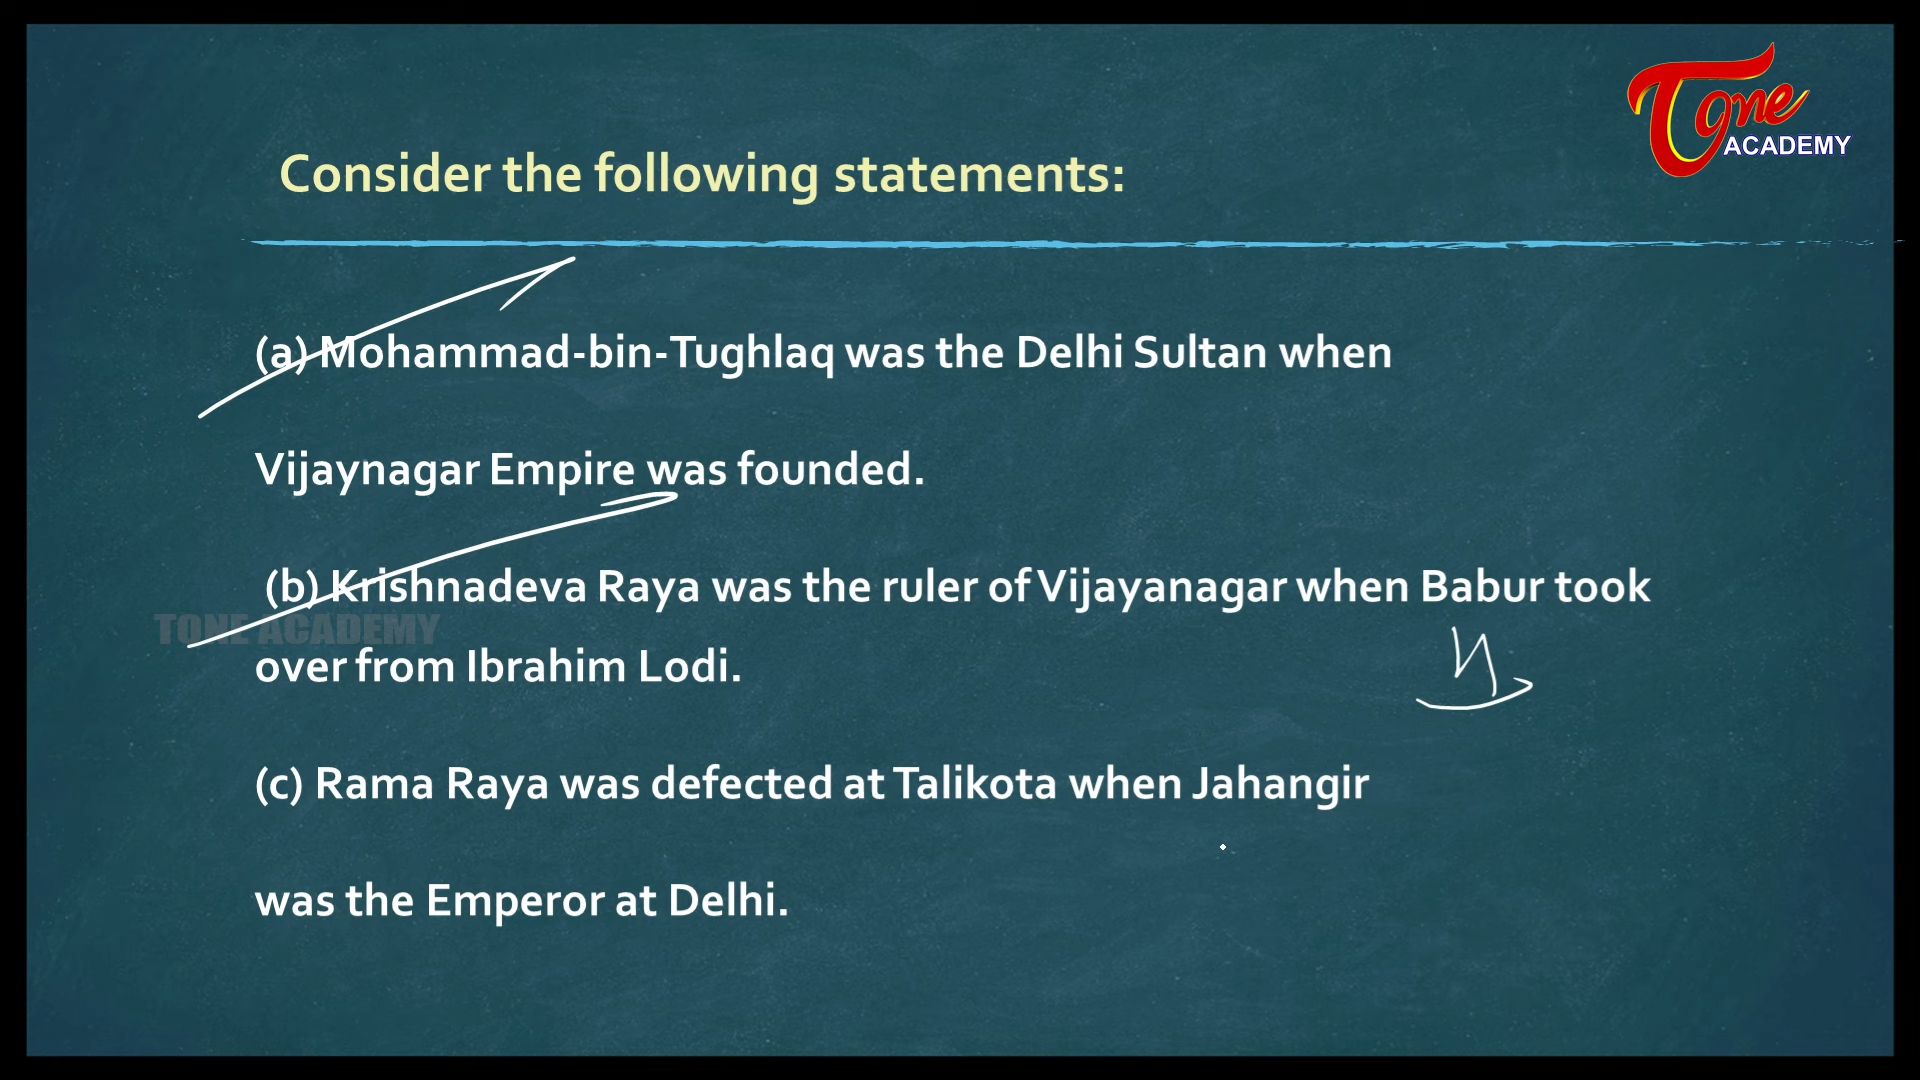 Tone
ACADEMY
Consider the following statements:
(a) Mohammad-bin-Tughlaq was the Delhi Sultan when
Vijaynagar Empire was founded.
(b) Krishnadeva Raya was the ruler of Vijayanagar when Babur took
TONE ACADEMY
over from Ibrahim Lodi.
(c) Rama Raya was defected at Talikota when Jahangir
was the Emperor at Delhi.